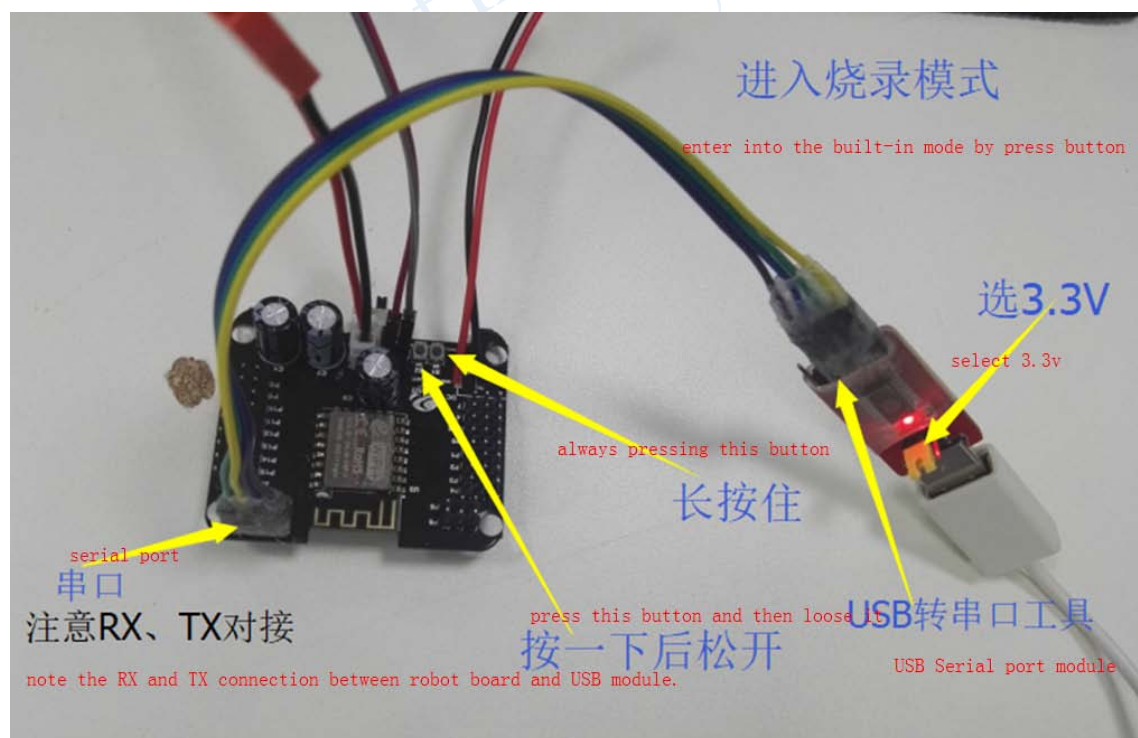 进入烧录模式
enter into the built-in mode by press button
选3.3V
select 3.3v
always pressing this button
长按住
serial port
串口
注意RX、TX对接
note the RX and TX connection between robot board and USB module.
press this button and then loose it
按一下后松开
USB转串口工具
USB Serial port module